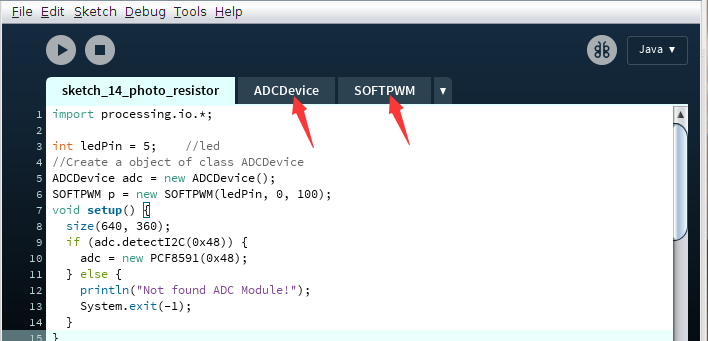 File Edit Sketch Debug Tools Help
Java ▾
sketch_14_photo_resistor ADCDevice SOFTPWM ▾
1 import processing.io.*;
2
3 int ledPin = 5;    //led
4 //Create a object of class ADCDevice
5 ADCDevice adc = new ADCDevice();
6 SOFTPWM p = new SOFTPWM(ledPin, 0, 100);
7 void setup() {
8   size(640, 360);
9   if (adc.detectI2C(0x48)) {
10     adc = new PCF8591(0x48);
11   } else {
12     println("Not found ADC Module!");
13     System.exit(-1);
14   }
15 }